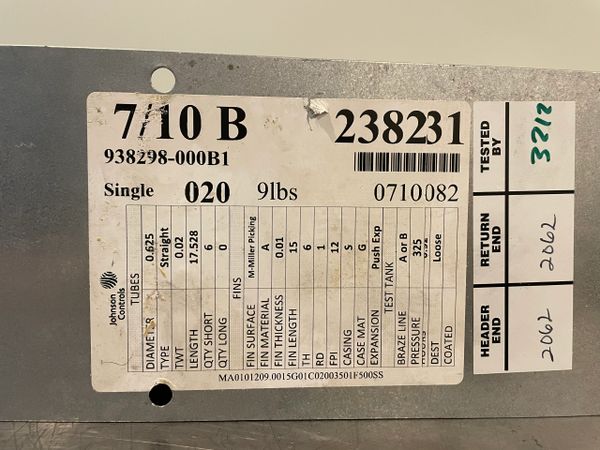 7/10 B 238231
938298-000B1
Single 020 9lbs 0710082
Johnson Controls
TUBES
DIAMETER 0.625
TYPE Straight
TWT 0.02
LENGTH 17.528
QTY SHORT 6
QTY LONG 0
FINS
FIN SURFACE M-Miller Picking
FIN MATERIAL A
FIN THICKNESS 0.01
FIN LENGTH 15
TH 6
RD 1
FPI 12
CASING S
CASE MAT G
EXPANSION Push Exp
TEST TANK
BRAZE LINE A or B
PRESSURE 325
DEST Loose
COATED
MA0101209.0015G01C02003501F500SS
TESTED BY 3212
RETURN END 2062
HEADER END 2062